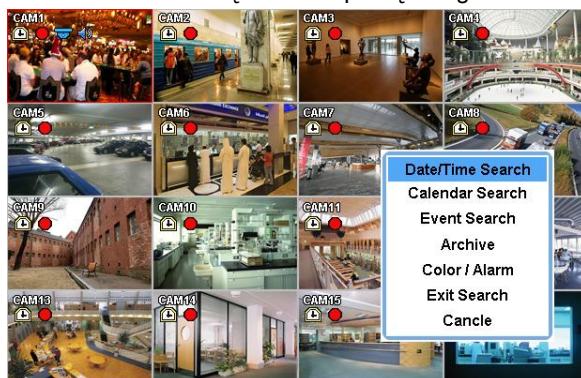 CAM1
CAM2
CAM3
CAM4
CAM5
CAM6
CAM7
CAM8
Date/Time Search
Calendar Search
Event Search
Archive
Color / Alarm
Exit Search
Cancle
CAM9
CAM10
CAM11
CAM13
CAM14
CAM15